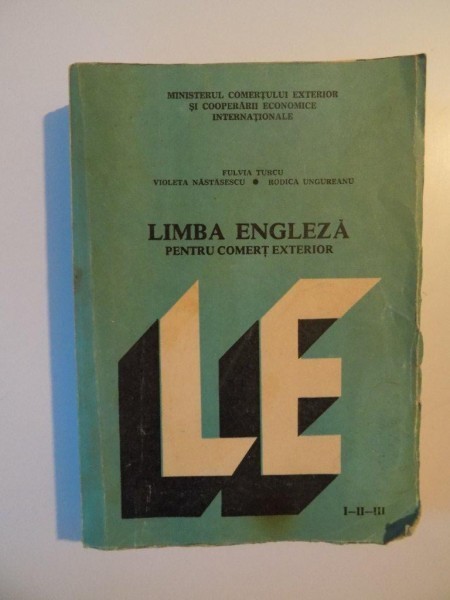 MINISTERUL COMERȚULUI EXTERIOR
ȘI COOPERĂRII ECONOMICE
INTERNAȚIONALE
FULVIA TURCU
VIOLETA NĂSTĂSESCU ● RODICA UNGUREANU
LIMBA ENGLEZĂ
PENTRU COMERȚ EXTERIOR
LE
I–II–III